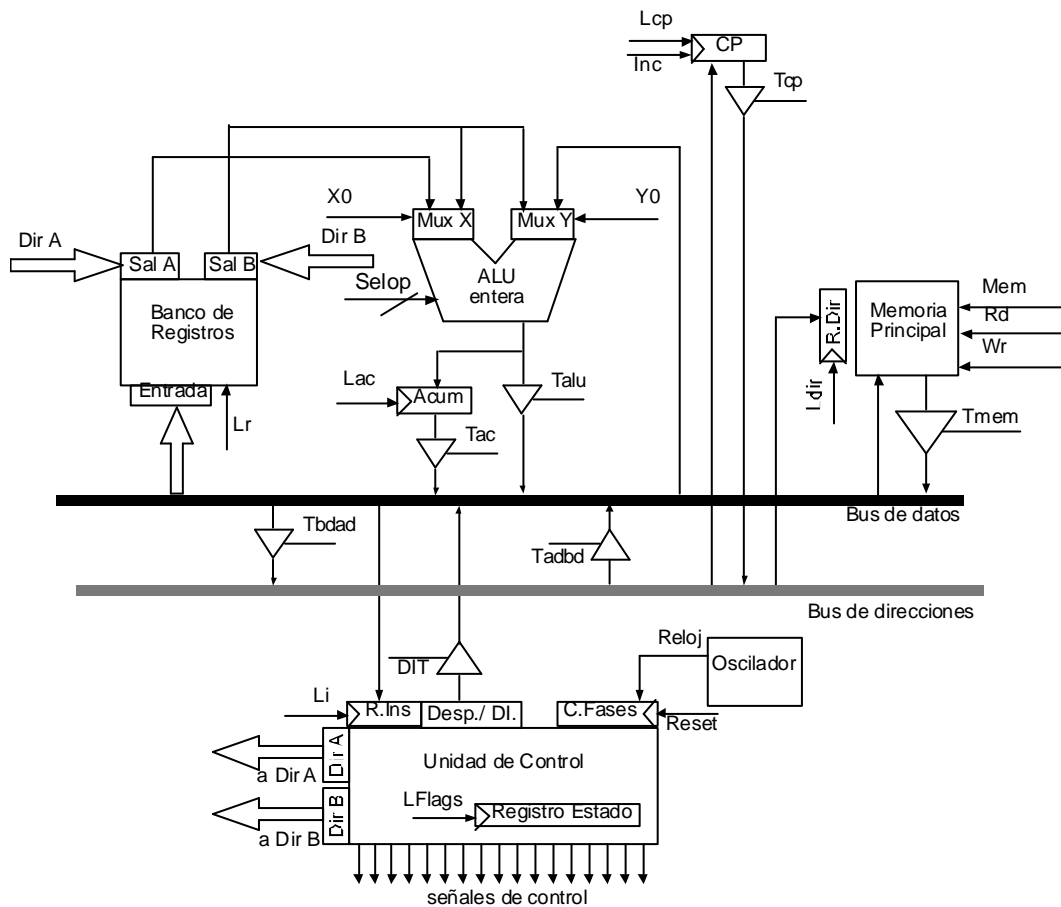 Lcp
CP
Inc
Tcp
X0
Y0
Mux X
Mux Y
Dir A
Dir B
Sal A
Sal B
ALU
entera
Selop
Banco de
Registros
Mem
Memoria
Principal
Rd
R.Dir
Wr
Ldir
Entrada
Lac
Acum
Talu
Lr
Tac
Tmem
Bus de datos
Tbdad
Tadbd
Bus de direcciones
Reloj
Oscilador
DIT
Li
R.Ins
Desp./ DI.
C.Fases
Reset
Dir A
a Dir A
Unidad de Control
Dir B
a Dir B
LFlags
Registro Estado
señales de control